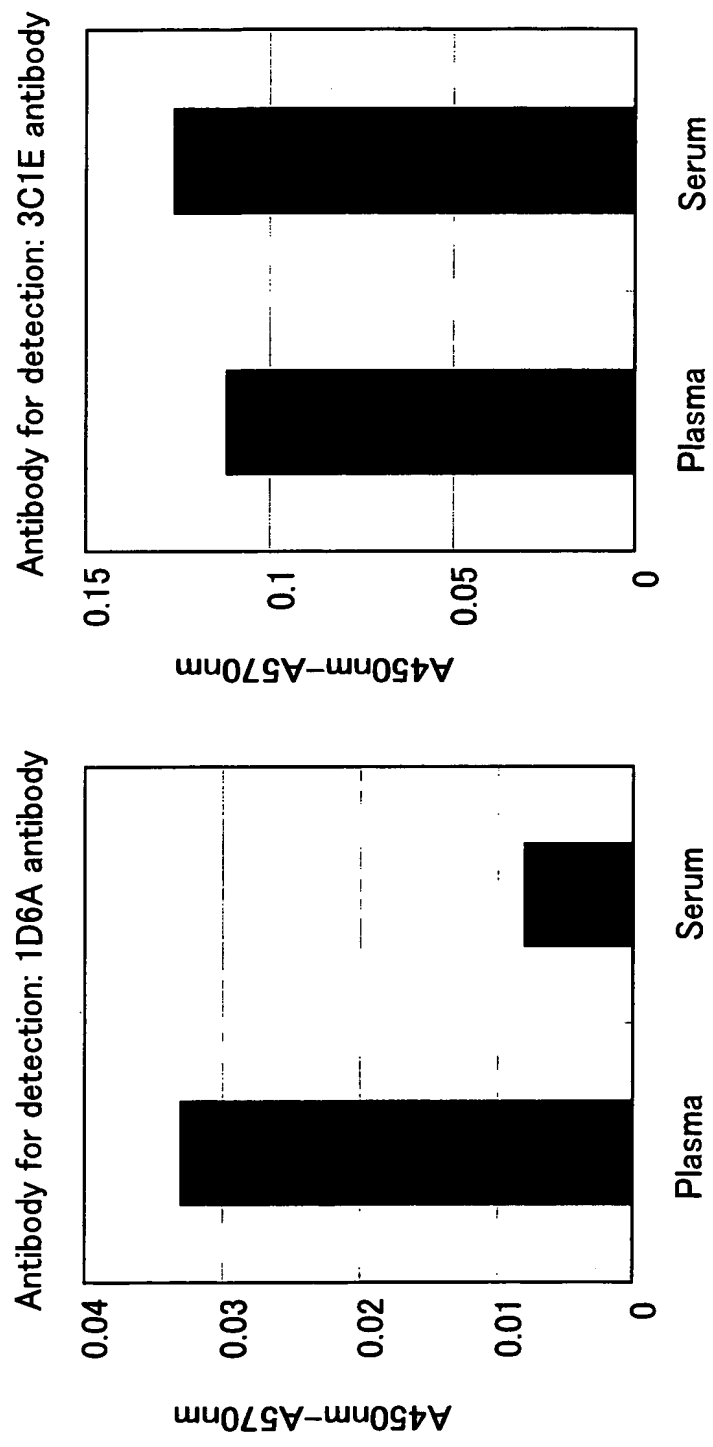 Antibody for detection: 1D6A antibody
A450nm-A570nm
0.04
0.03
0.02
0.01
0
Plasma
Serum
Antibody for detection: 3C1E antibody
A450nm-A570nm
0.15
0.1
0.05
0
Plasma
Serum